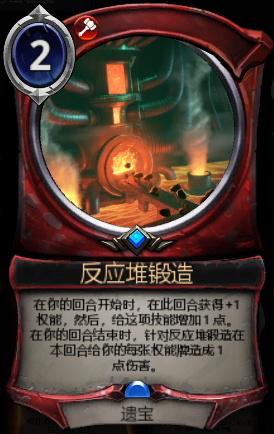 2
反应堆锻造
在你的回合开始时，在此回合获得+1
权能，然后，给这项技能增加1点。
在你的回合结束时，针对反应堆锻造在
本回合给你的每张权能牌造成1
点伤害。
遗宝